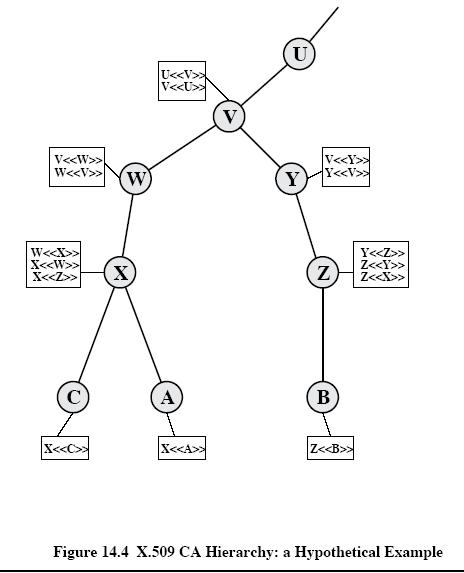 U
U<<V>>
V<<U>>
V
V<<W>>
W<<V>>
W
Y
V<<Y>>
Y<<V>>
W<<X>>
X<<W>>
X<<Z>>
X
Z
Y<<Z>>
Z<<Y>>
Z<<X>>
C
A
B
X<<C>>
X<<A>>
Z<<B>>
Figure 14.4 X.509 CA Hierarchy: a Hypothetical Example